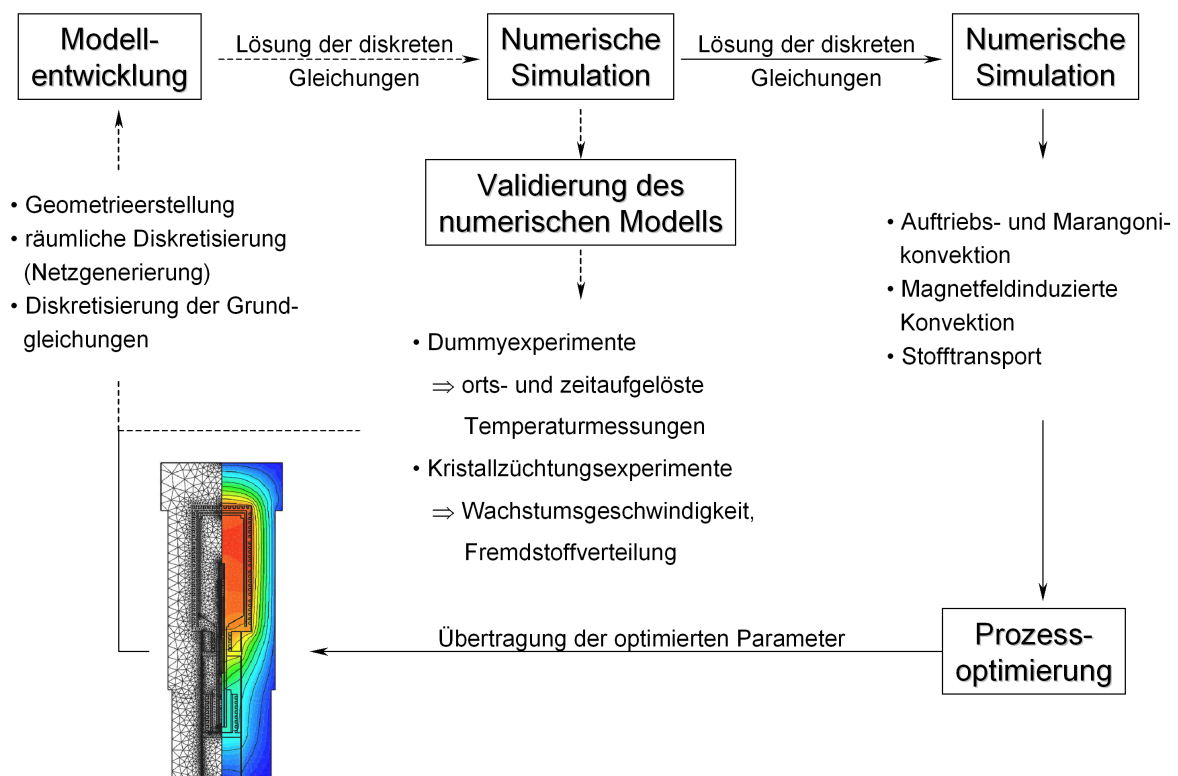 Modell-
entwicklung
Lösung der diskreten
Gleichungen
Numerische
Simulation
Lösung der diskreten
Gleichungen
Numerische
Simulation
• Geometrieerstellung
• räumliche Diskretisierung
(Netzgenerierung)
• Diskretisierung der Grund-
gleichungen
Validierung des
numerischen Modells
• Dummyexperimente
⇒ orts- und zeitaufgelöste
Temperaturmessungen
• Kristallzüchtungsexperimente
⇒ Wachstumsgeschwindigkeit,
Fremdstoffverteilung
• Auftriebs- und Marangoni-
konvektion
• Magnetfeldinduzierte
Konvektion
• Stofftransport
Übertragung der optimierten Parameter
Prozess-
optimierung